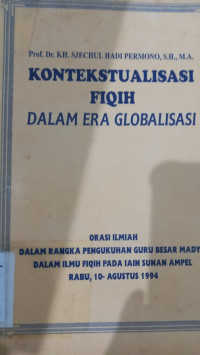 Prof. Dr. KH. SJECHUL HADI PERMONO, S.H., M.A.
KONTEKSTUALISASI
FIQIH
DALAM ERA GLOBALISASI
ORASI ILMIAH
DALAM RANGKA PENGUKUHAN GURU BESAR MADY
DALAM ILMU FIQIH PADA IAIN SUNAN AMPEL
RABU, 10- AGUSTUS 1994